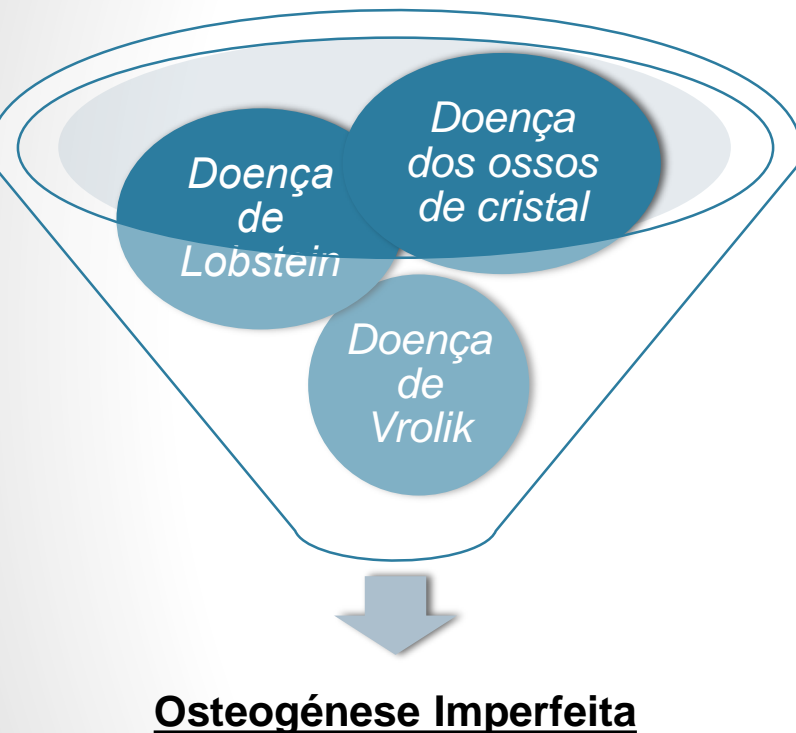 Doença
de
Lobstein
Doença
dos ossos
de cristal
Doença
de
Vrolik
Osteogénese Imperfeita